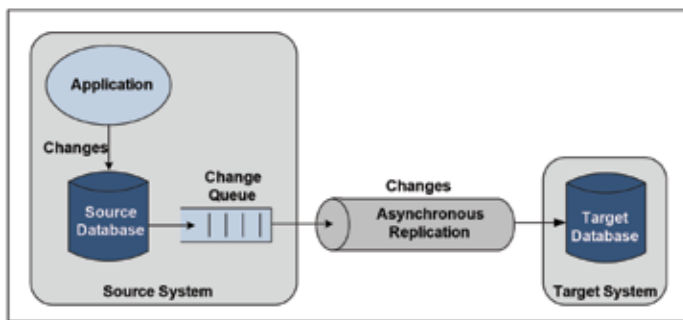 Application
Changes
Source
Database
Change
Queue
Source System
Changes
Asynchronous
Replication
Target
Database
Target System